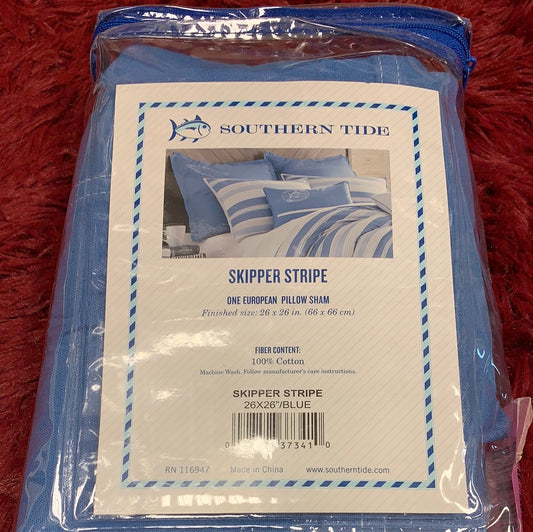 SOUTHERN TIDE
SKIPPER STRIPE
ONE EUROPEAN PILLOW SHAM
Finished size: 26 x 26 in. (66 x 66 cm)
FIBER CONTENT:
100% Cotton
Machine Wash. Follow manufacturer's care instructions.
SKIPPER STRIPE
26X26"/BLUE
0 37341 0
RN 116947 Made in China www.southerntide.com